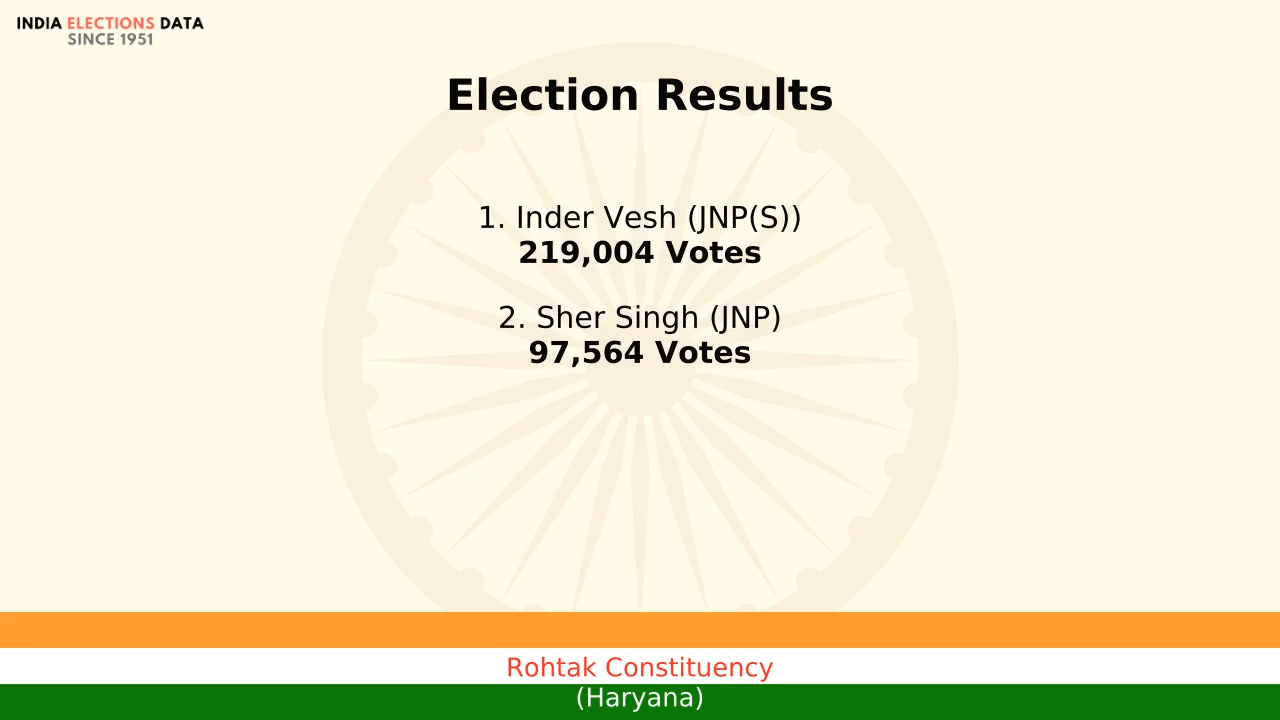 INDIA ELECTIONS DATA
SINCE 1951
Election Results
1. Inder Vesh (JNP(S))
219,004 Votes
2. Sher Singh (JNP)
97,564 Votes
Rohtak Constituency
(Haryana)